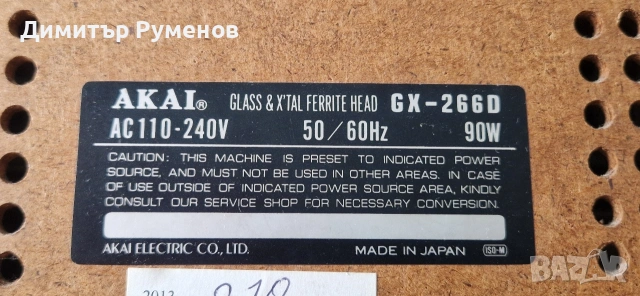 Димитър Руменов
AKAI® GLASS & X'TAL FERRITE HEAD GX-266D
AC110-240V 50/60Hz 90W
CAUTION: THIS MACHINE IS PRESET TO INDICATED POWER
SOURCE, AND MUST NOT BE USED IN OTHER AREAS. IN CASE
OF USE OUTSIDE OF INDICATED POWER SOURCE AREA, KINDLY
CONSULT OUR SERVICE SHOP FOR NECESSARY CONVERSION.
AKAI ELECTRIC CO., LTD. MADE IN JAPAN ISO-M
BAZAR